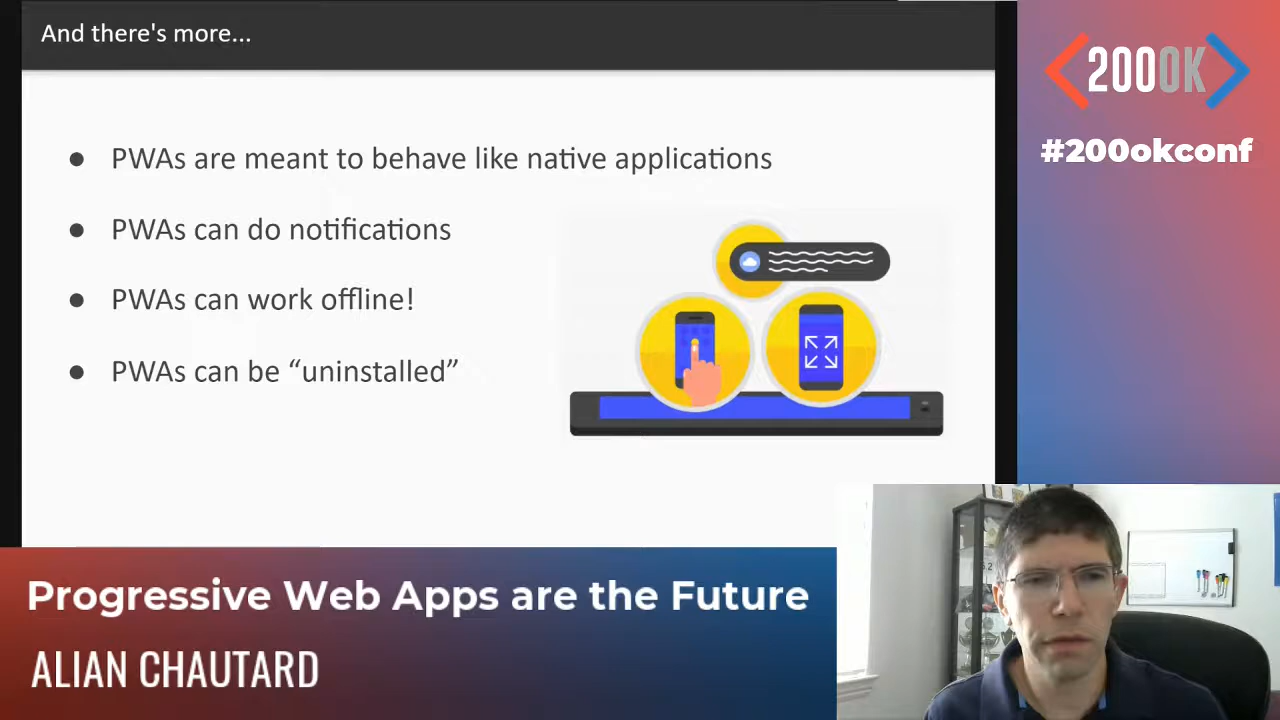 And there's more...
● PWAs are meant to behave like native applications
● PWAs can do notifications
● PWAs can work offline!
● PWAs can be “uninstalled”
<200OK>
#200okconf
Progressive Web Apps are the Future
ALIAN CHAUTARD